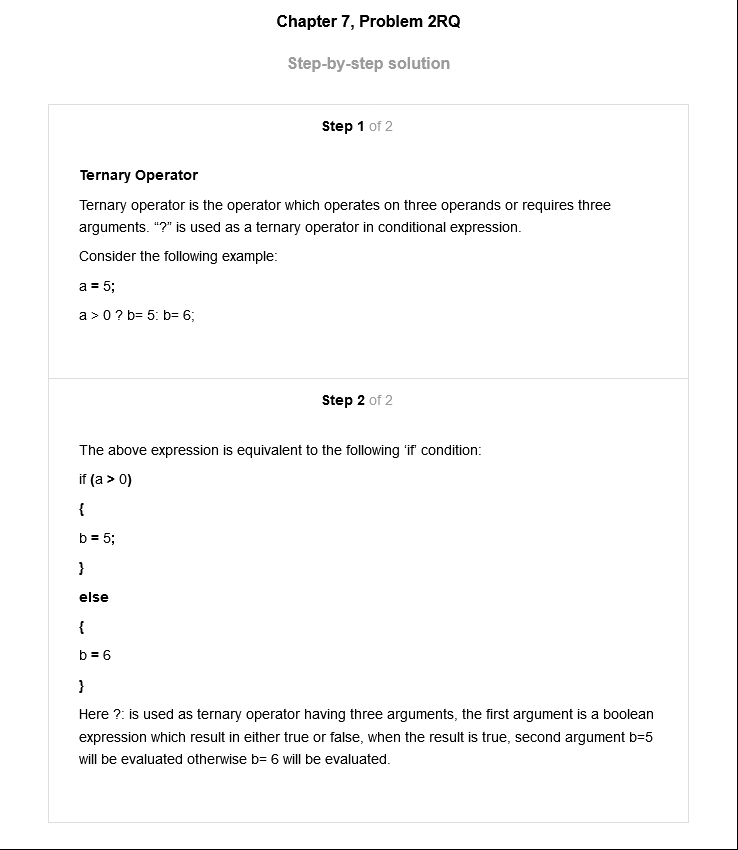 Chapter 7, Problem 2RQ
Step-by-step solution
Step 1 of 2
Ternary Operator
Ternary operator is the operator which operates on three operands or requires three
arguments. “?” is used as a ternary operator in conditional expression.
Consider the following example:
a = 5;
a > 0 ? b= 5: b= 6;
Step 2 of 2
The above expression is equivalent to the following ‘if’ condition:
if (a > 0)
{
b = 5;
}
else
{
b = 6
}
Here ?: is used as ternary operator having three arguments, the first argument is a boolean
expression which result in either true or false, when the result is true, second argument b=5
will be evaluated otherwise b= 6 will be evaluated.